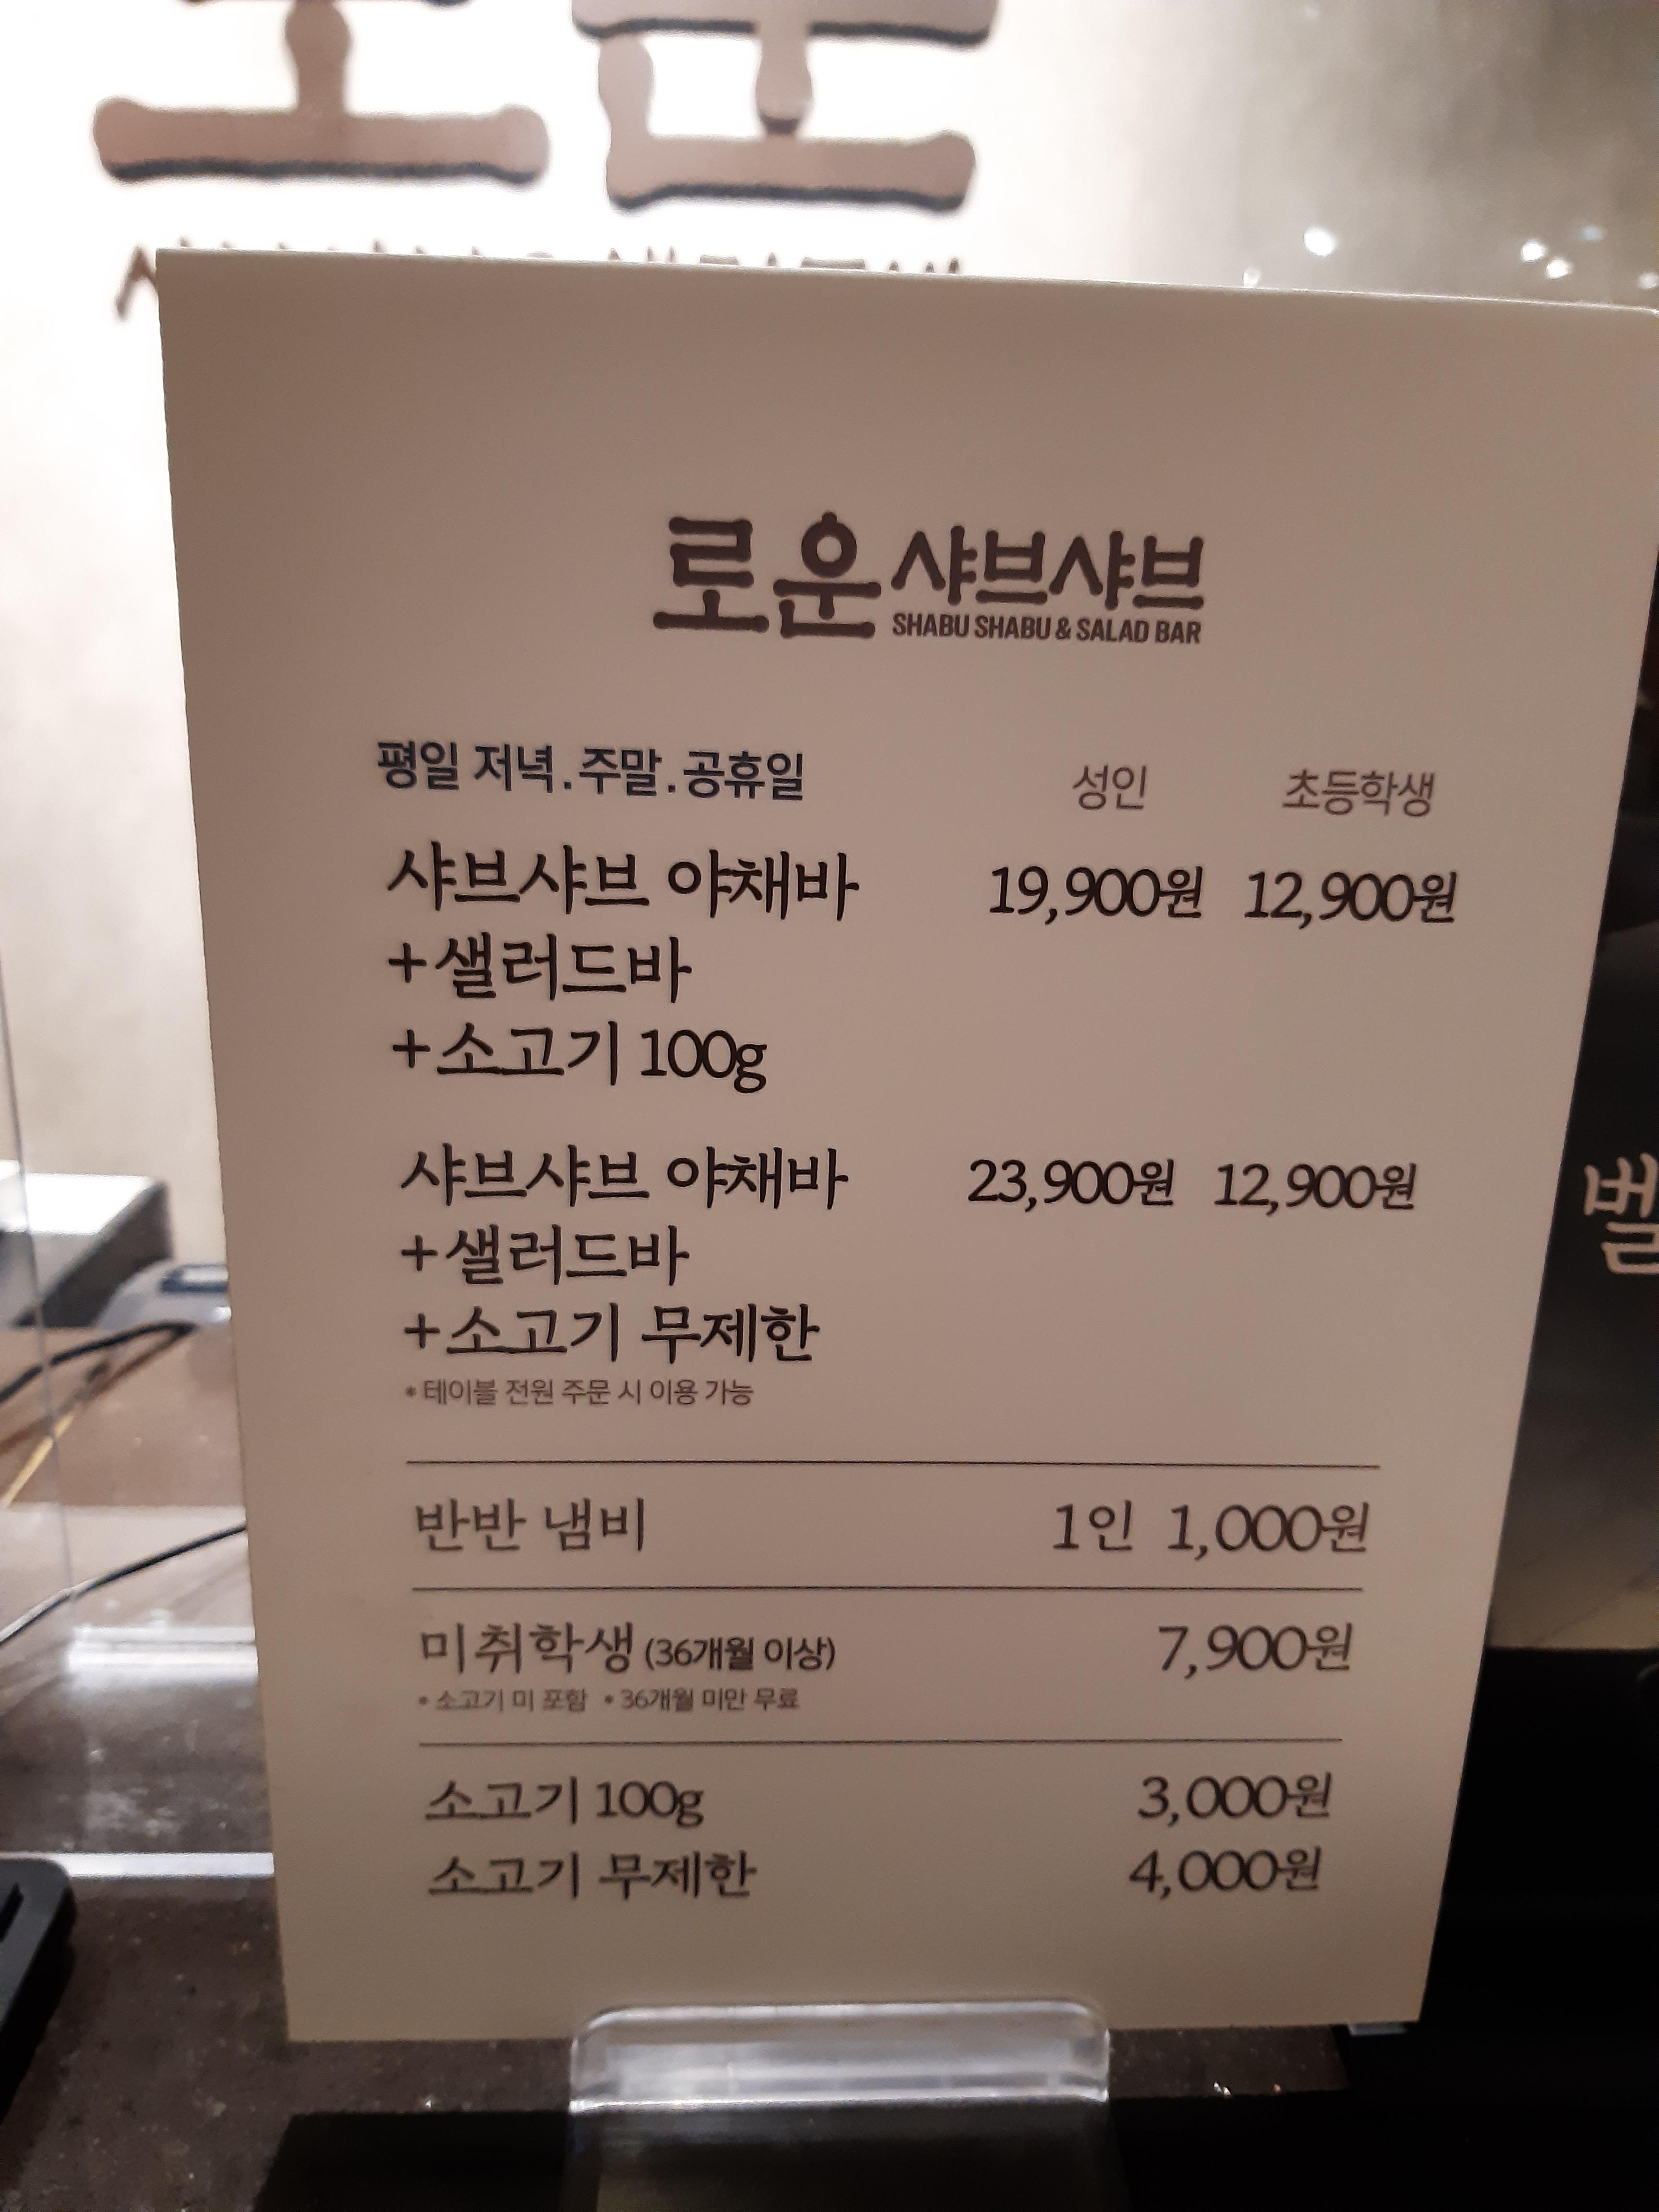 로운 샤브샤브
SHABU SHABU & SALAD BAR
평일 저녁.주말.공휴일 성인 초등학생
샤브샤브 야채바 19,900원 12,900원
+샐러드바
+소고기 100g
샤브샤브 야채바 23,900원 12,900원
+샐러드바
+소고기 무제한
* 테이블 전원 주문 시 이용 가능
반반 냄비 1인 1,000원
미취학생 (36개월 이상) 7,900원
* 소고기 미 포함 * 36개월 미만 무료
소고기 100g 3,000원
소고기 무제한 4,000원